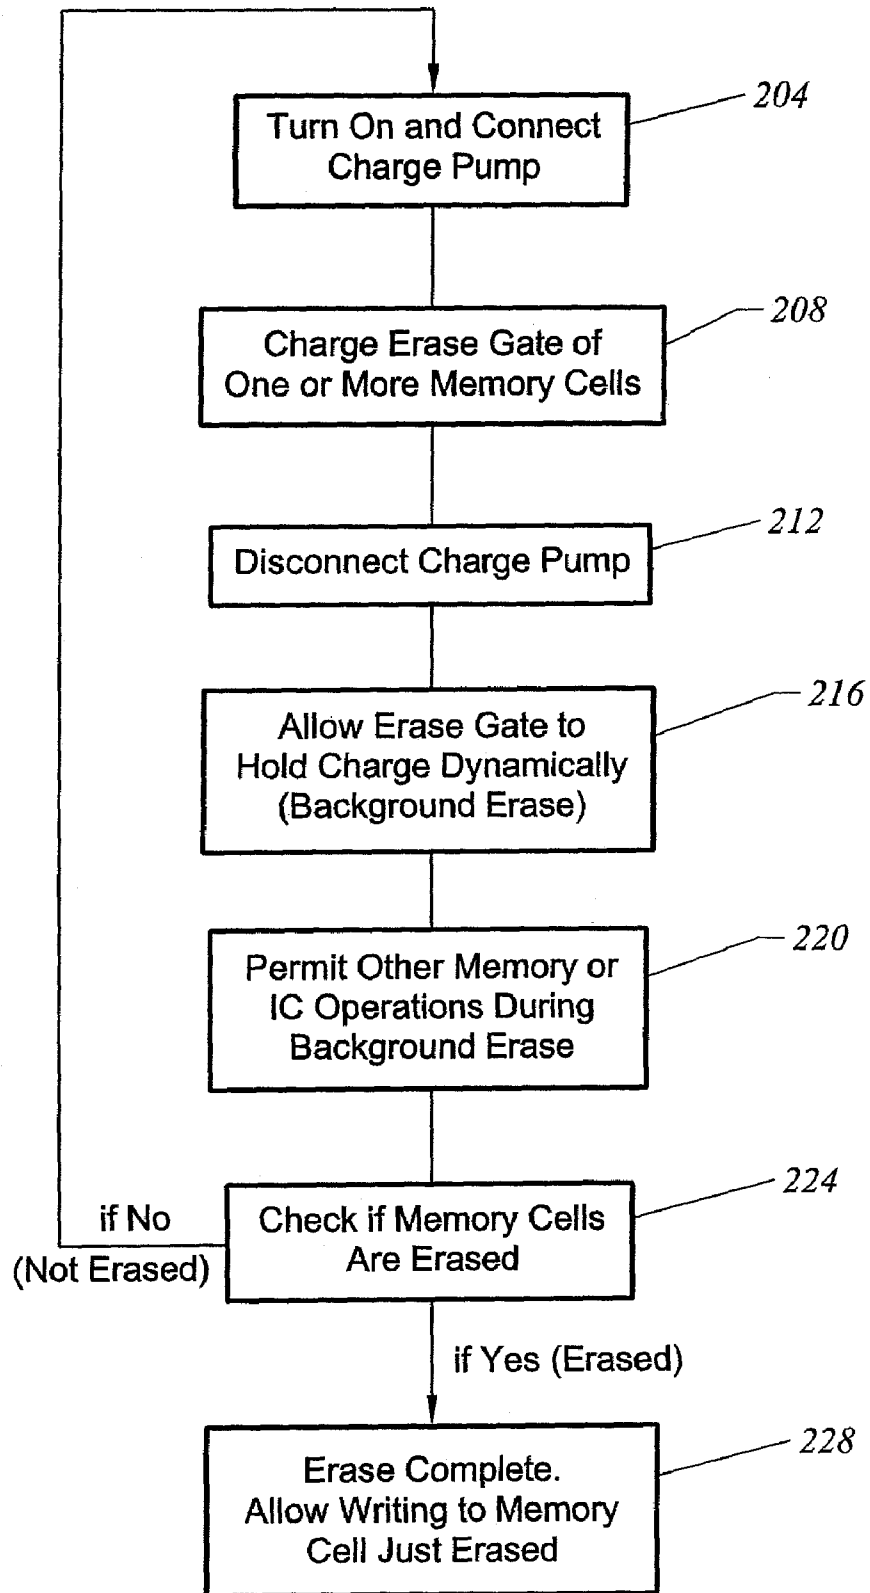 204
Turn On and Connect
Charge Pump
208
Charge Erase Gate of
One or More Memory Cells
212
Disconnect Charge Pump
216
Allow Erase Gate to
Hold Charge Dynamically
(Background Erase)
220
Permit Other Memory or
IC Operations During
Background Erase
224
if No
(Not Erased)
Check if Memory Cells
Are Erased
if Yes (Erased)
228
Erase Complete.
Allow Writing to Memory
Cell Just Erased